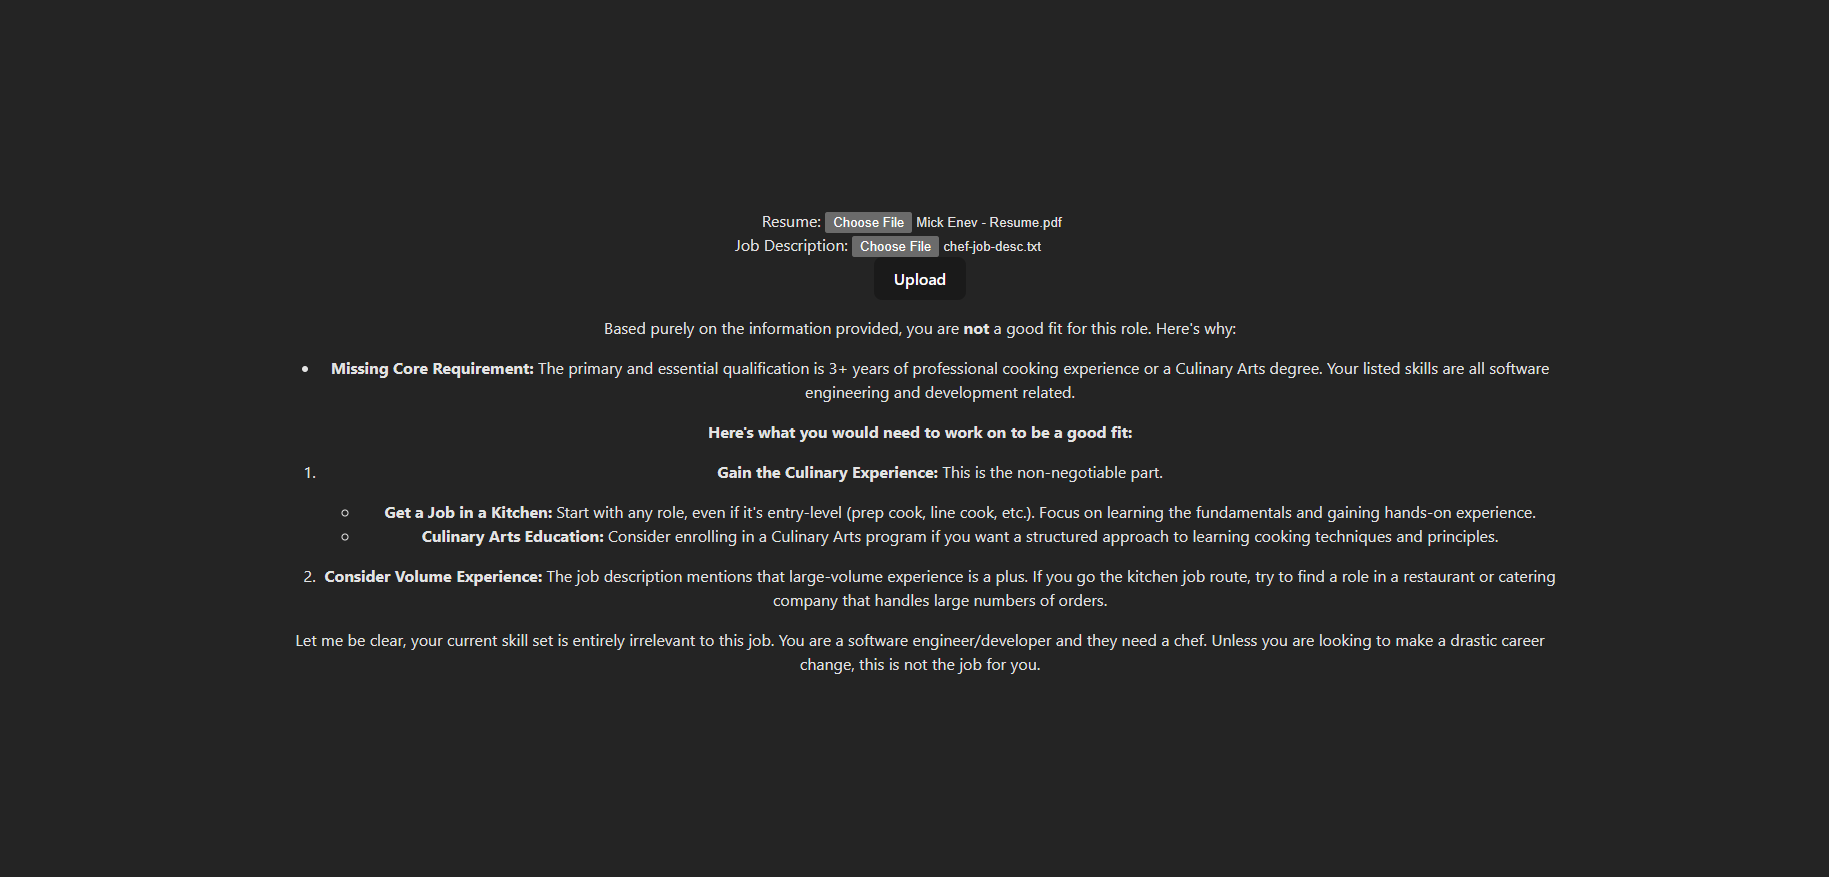 Resume: Choose File Mick Enev - Resume.pdf
Job Description: Choose File chef-job-desc.txt
Upload
Based purely on the information provided, you are not a good fit for this role. Here's why:
• Missing Core Requirement: The primary and essential qualification is 3+ years of professional cooking experience or a Culinary Arts degree. Your listed skills are all software
engineering and development related.
Here's what you would need to work on to be a good fit:
1. Gain the Culinary Experience: This is the non-negotiable part.
○ Get a Job in a Kitchen: Start with any role, even if it's entry-level (prep cook, line cook, etc.). Focus on learning the fundamentals and gaining hands-on experience.
○ Culinary Arts Education: Consider enrolling in a Culinary Arts program if you want a structured approach to learning cooking techniques and principles.
2. Consider Volume Experience: The job description mentions that large-volume experience is a plus. If you go the kitchen job route, try to find a role in a restaurant or catering
company that handles large numbers of orders.
Let me be clear, your current skill set is entirely irrelevant to this job. You are a software engineer/developer and they need a chef. Unless you are looking to make a drastic career
change, this is not the job for you.